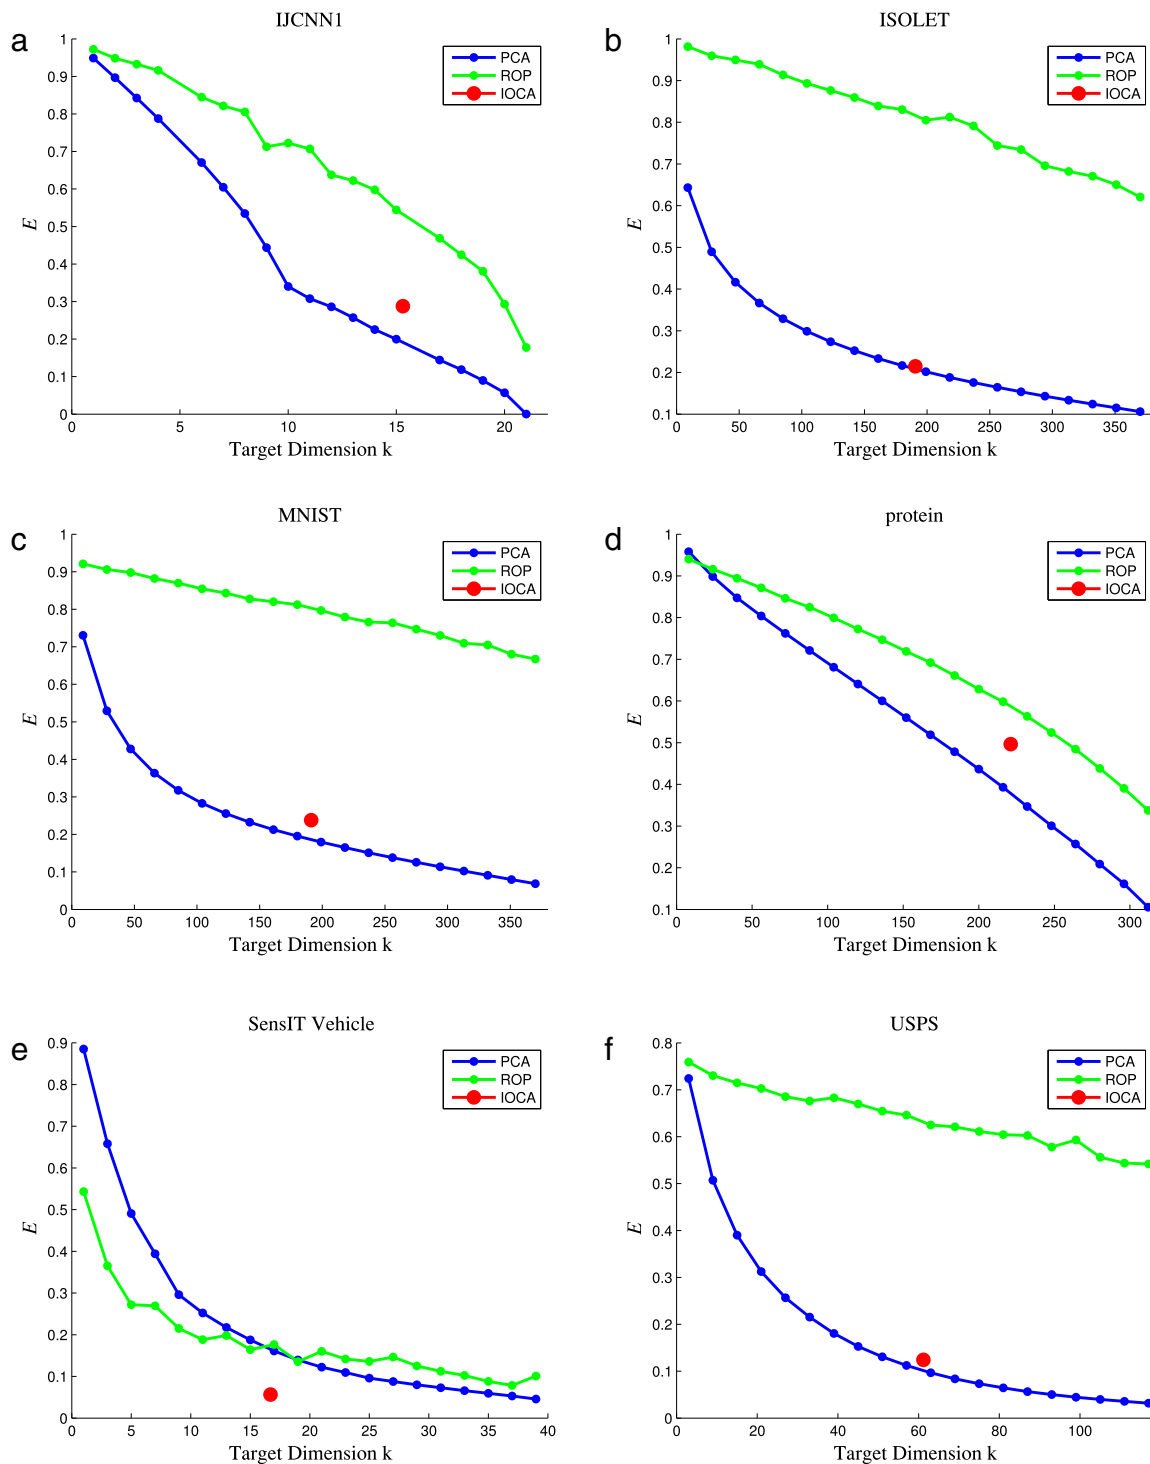 a
IJCNN1
E
1
0.9
0.8
0.7
0.6
0.5
0.4
0.3
0.2
0.1
0
0 5 10 15 20
Target Dimension k
PCA
ROP
IOCA
b
ISOLET
E
1
0.9
0.8
0.7
0.6
0.5
0.4
0.3
0.2
0.1
0 50 100 150 200 250 300 350
Target Dimension k
PCA
ROP
IOCA
c
MNIST
E
1
0.9
0.8
0.7
0.6
0.5
0.4
0.3
0.2
0.1
0
0 50 100 150 200 250 300 350
Target Dimension k
PCA
ROP
IOCA
d
protein
E
1
0.9
0.8
0.7
0.6
0.5
0.4
0.3
0.2
0.1
0 50 100 150 200 250 300
Target Dimension k
PCA
ROP
IOCA
e
SensIT Vehicle
E
0.9
0.8
0.7
0.6
0.5
0.4
0.3
0.2
0.1
0
0 5 10 15 20 25 30 35 40
Target Dimension k
PCA
ROP
IOCA
f
USPS
E
0.8
0.7
0.6
0.5
0.4
0.3
0.2
0.1
0
0 20 40 60 80 100
Target Dimension k
PCA
ROP
IOCA